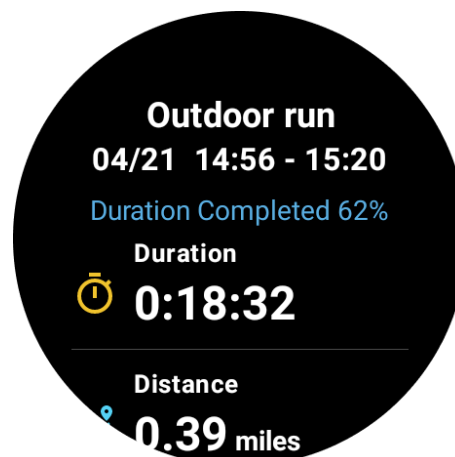 Outdoor run
04/21 14:56 - 15:20
Duration Completed 62%
Duration
0:18:32
Distance
0.39 miles